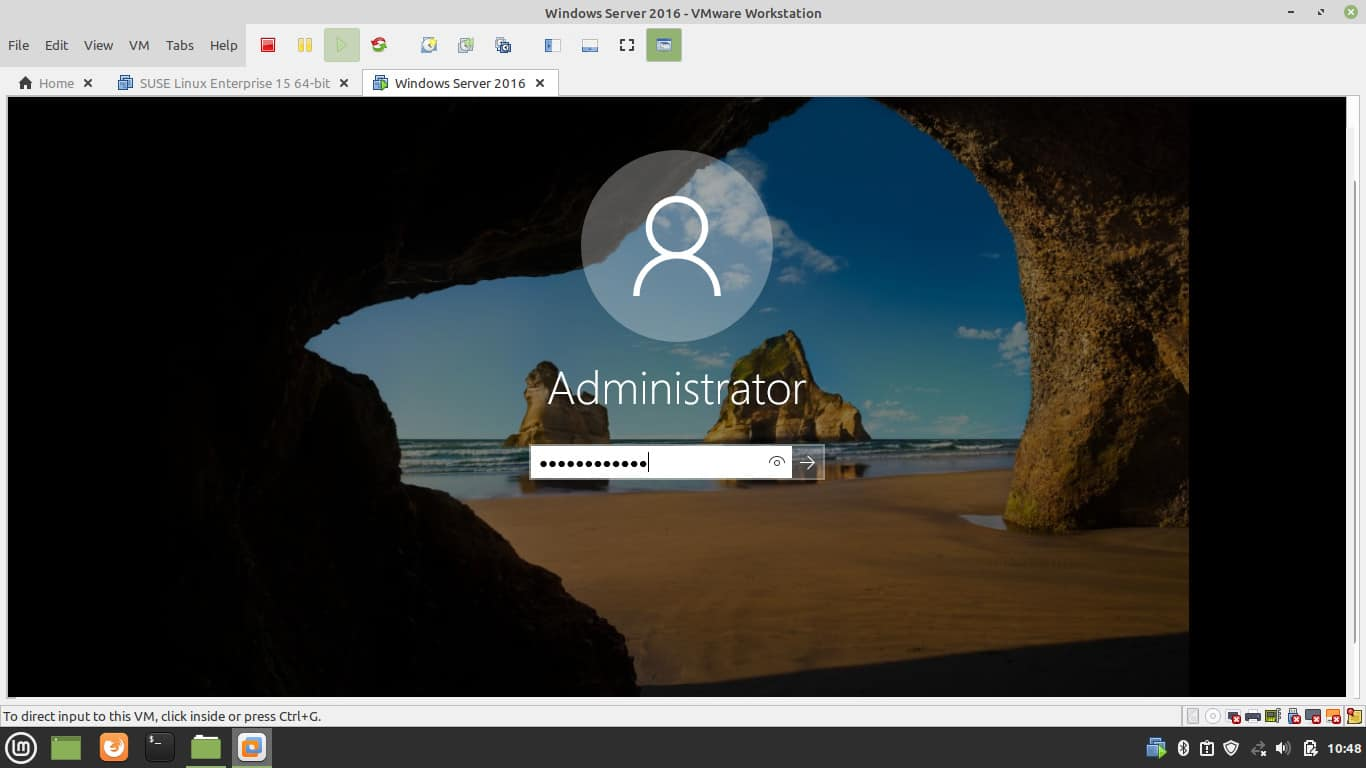 Windows Server 2016 - VMware Workstation
File Edit View VM Tabs Help
Home SUSE Linux Enterprise 15 64-bit Windows Server 2016
Administrator
To direct input to this VM, click inside or press Ctrl+G.
10:48